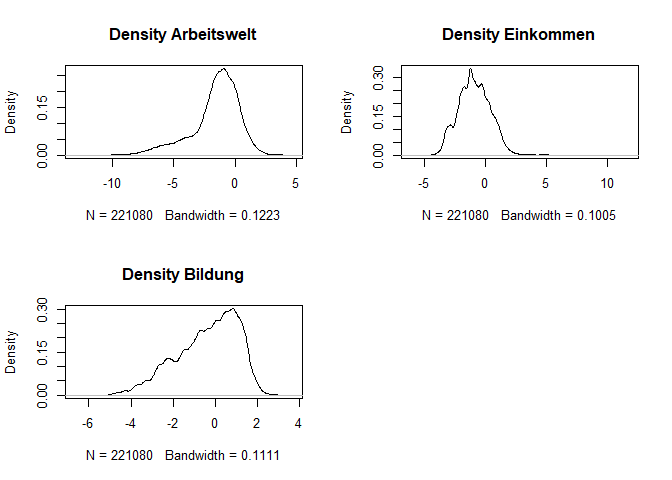 Density Arbeitswelt
Density
0.00
0.15
-10 -5 0 5
N = 221080 Bandwidth = 0.1223
Density Einkommen
Density
0.00 0.15 0.30
-5 0 5 10
N = 221080 Bandwidth = 0.1005
Density Bildung
Density
0.00 0.15 0.30
-6 -4 -2 0 2 4
N = 221080 Bandwidth = 0.1111